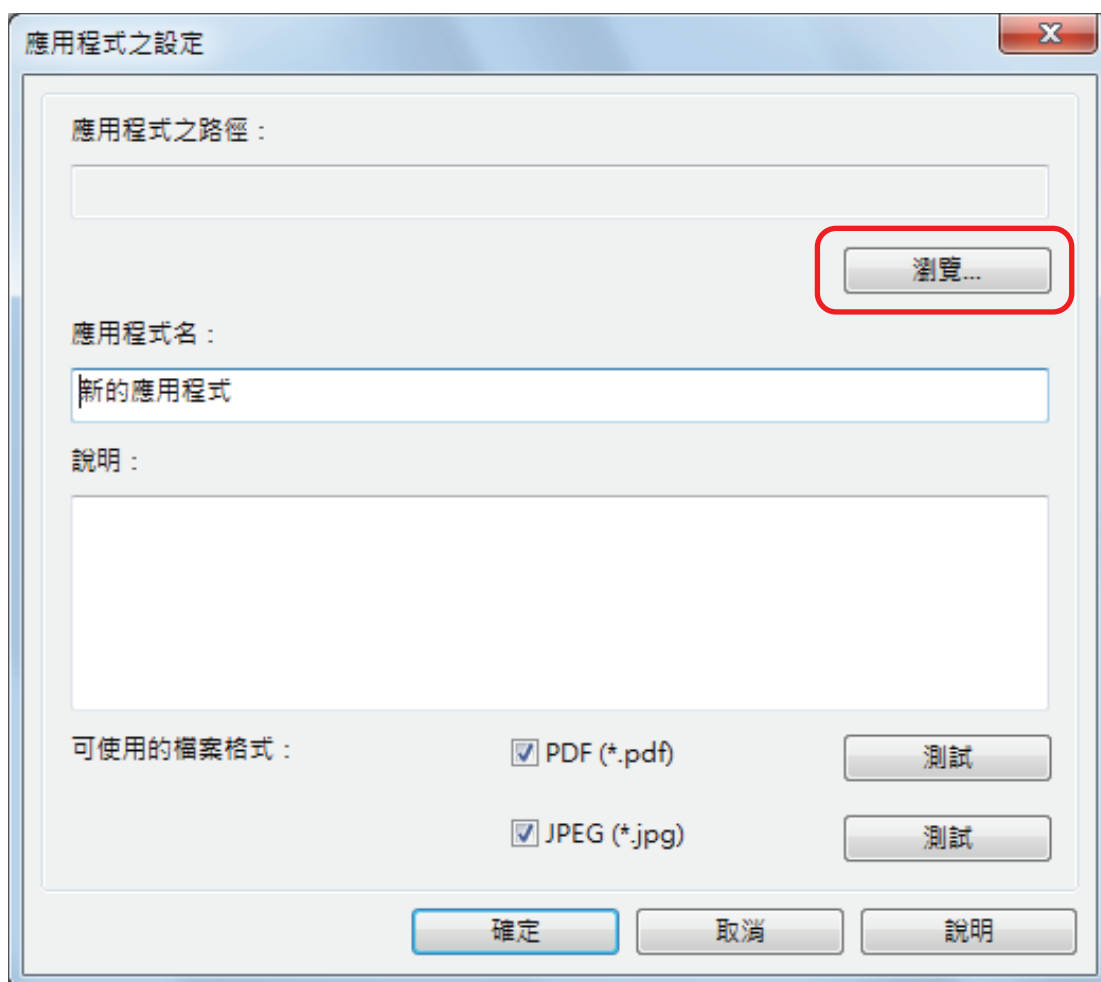 應用程式之設定
應用程式之路徑：
瀏覽...
應用程式名：
新的應用程式
說明：
可使用的檔案格式：
PDF (*.pdf)
測試
JPEG (*.jpg)
測試
確定
取消
說明